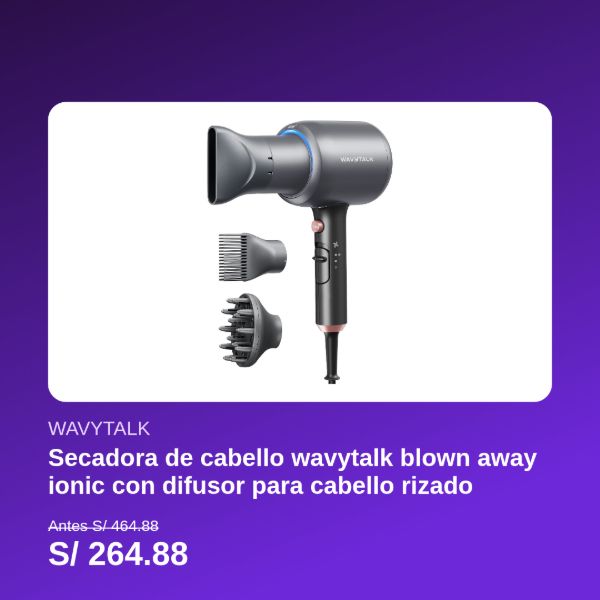 WAVYTALK
WAVYTALK
Secadora de cabello wavytalk blown away
ionic con difusor para cabello rizado
Antes S/ 464.88
S/ 264.88